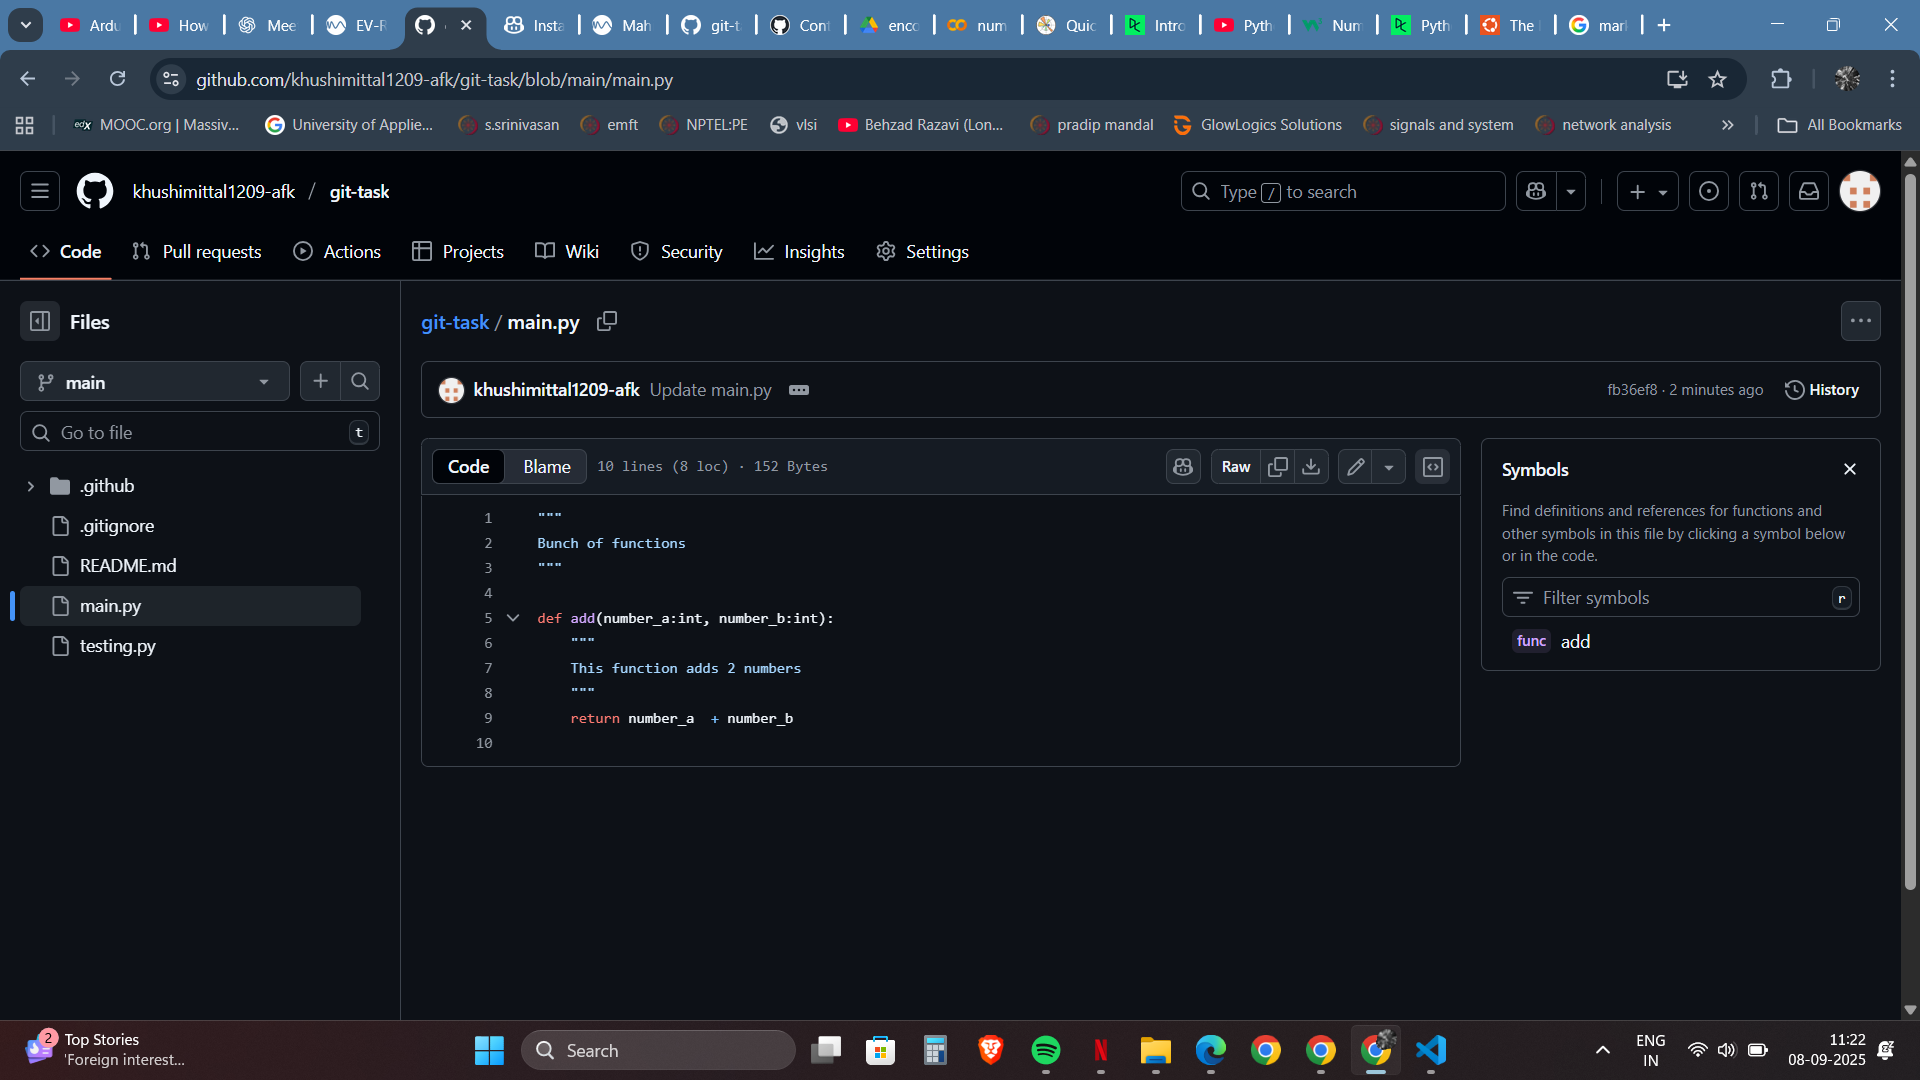 Ardu
How
Mee
EV-R
Insta
Mah
git-t
Cont
enco
num
Quic
Intro
Pyth
Num
Pyth
The
mark
github.com/khushimittal1209-afk/git-task/blob/main/main.py
edX MOOC.org | Massiv...
University of Applie...
s.srinivasan
emft
NPTEL:PE
vlsi
Behzad Razavi (Lon...
pradip mandal
GlowLogics Solutions
signals and system
network analysis
All Bookmarks
khushimittal1209-afk / git-task
Type / to search
Code
Pull requests
Actions
Projects
Wiki
Security
Insights
Settings
Files
main
Go to file
t
.github
.gitignore
README.md
main.py
testing.py
git-task / main.py
khushimittal1209-afk Update main.py
fb36ef8 · 2 minutes ago
History
Code
Blame
10 lines (8 loc) · 152 Bytes
Raw
1 """
2 Bunch of functions
3 """
4
5 def add(number_a:int, number_b:int):
6 """
7 This function adds 2 numbers
8 """
9 return number_a  + number_b
10
Symbols
Find definitions and references for functions and
other symbols in this file by clicking a symbol below
or in the code.
Filter symbols
r
func add
2
Top Stories
'Foreign interest...
Search
ENG
IN
11:22
08-09-2025